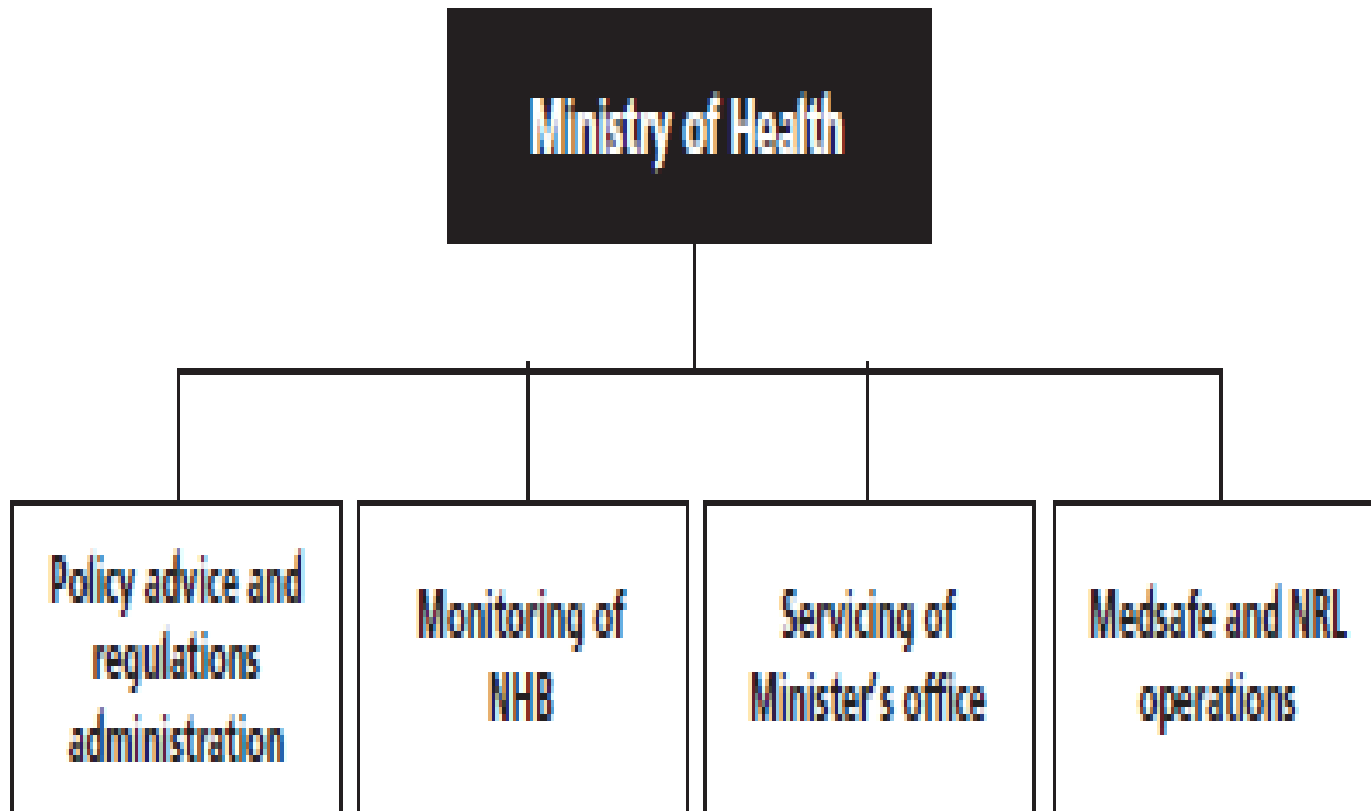 Ministry of Health
Policy advice and
regulations
administration
Monitoring of
NHB
Servicing of
Minister's office
Medsafe and NRL
operations